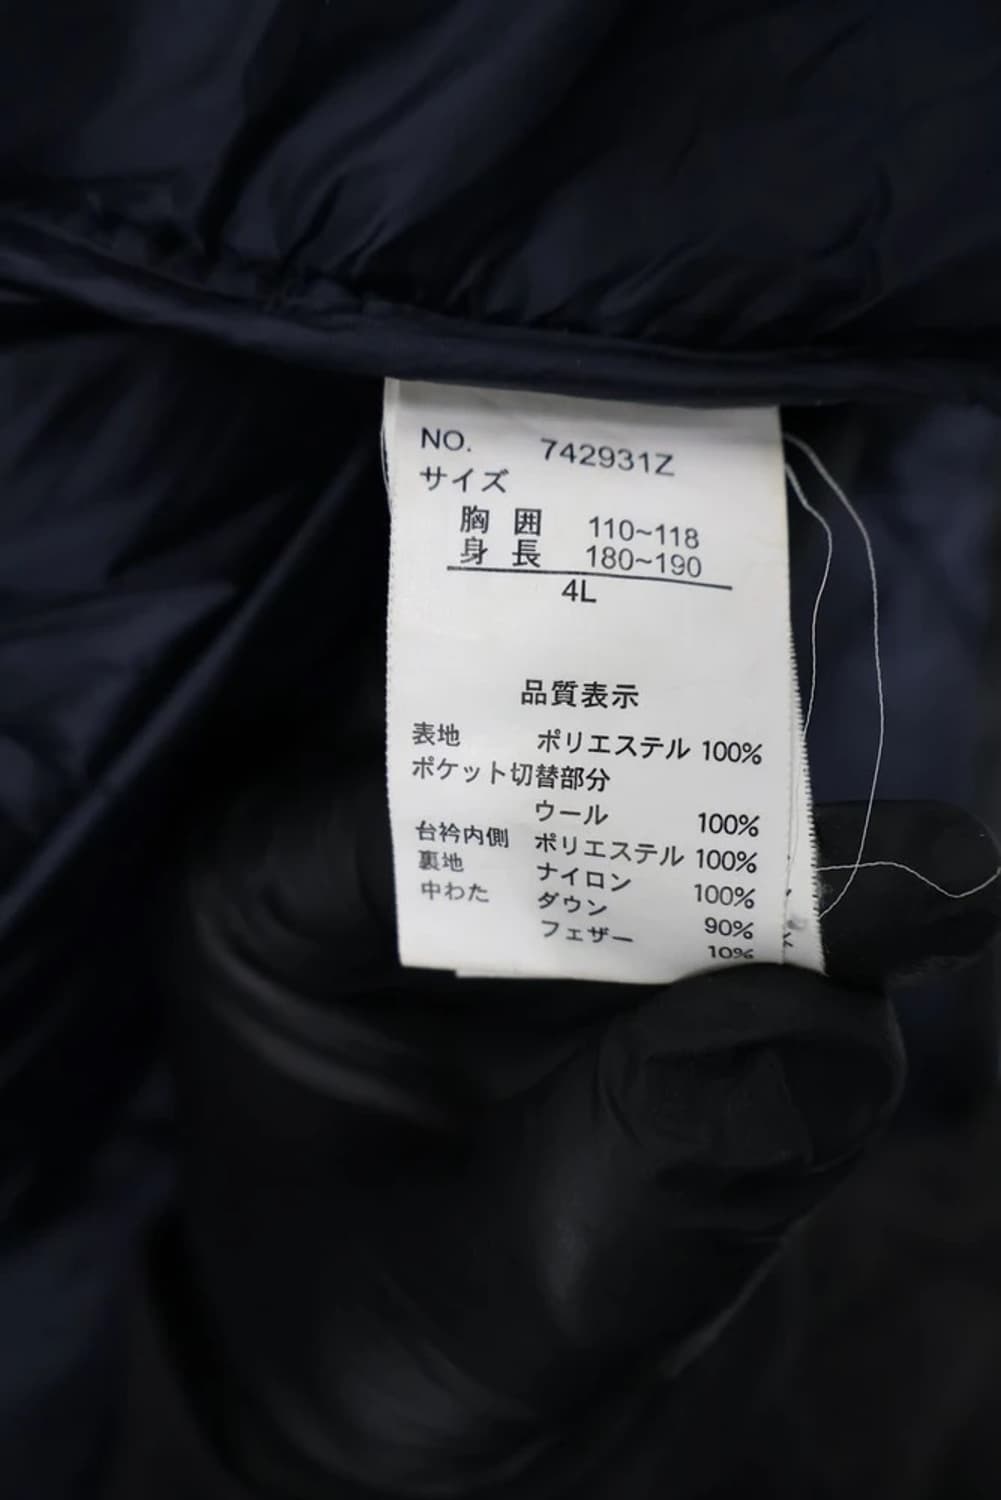 NO. 742931Z
サイズ
胸囲 110~118
身長 180~190
4L
品質表示
表地 ポリエステル 100%
ポケット切替部分
ウール 100%
台衿内側 ポリエステル 100%
裏地 ナイロン 100%
中わた ダウン 90%
フェザー 10%